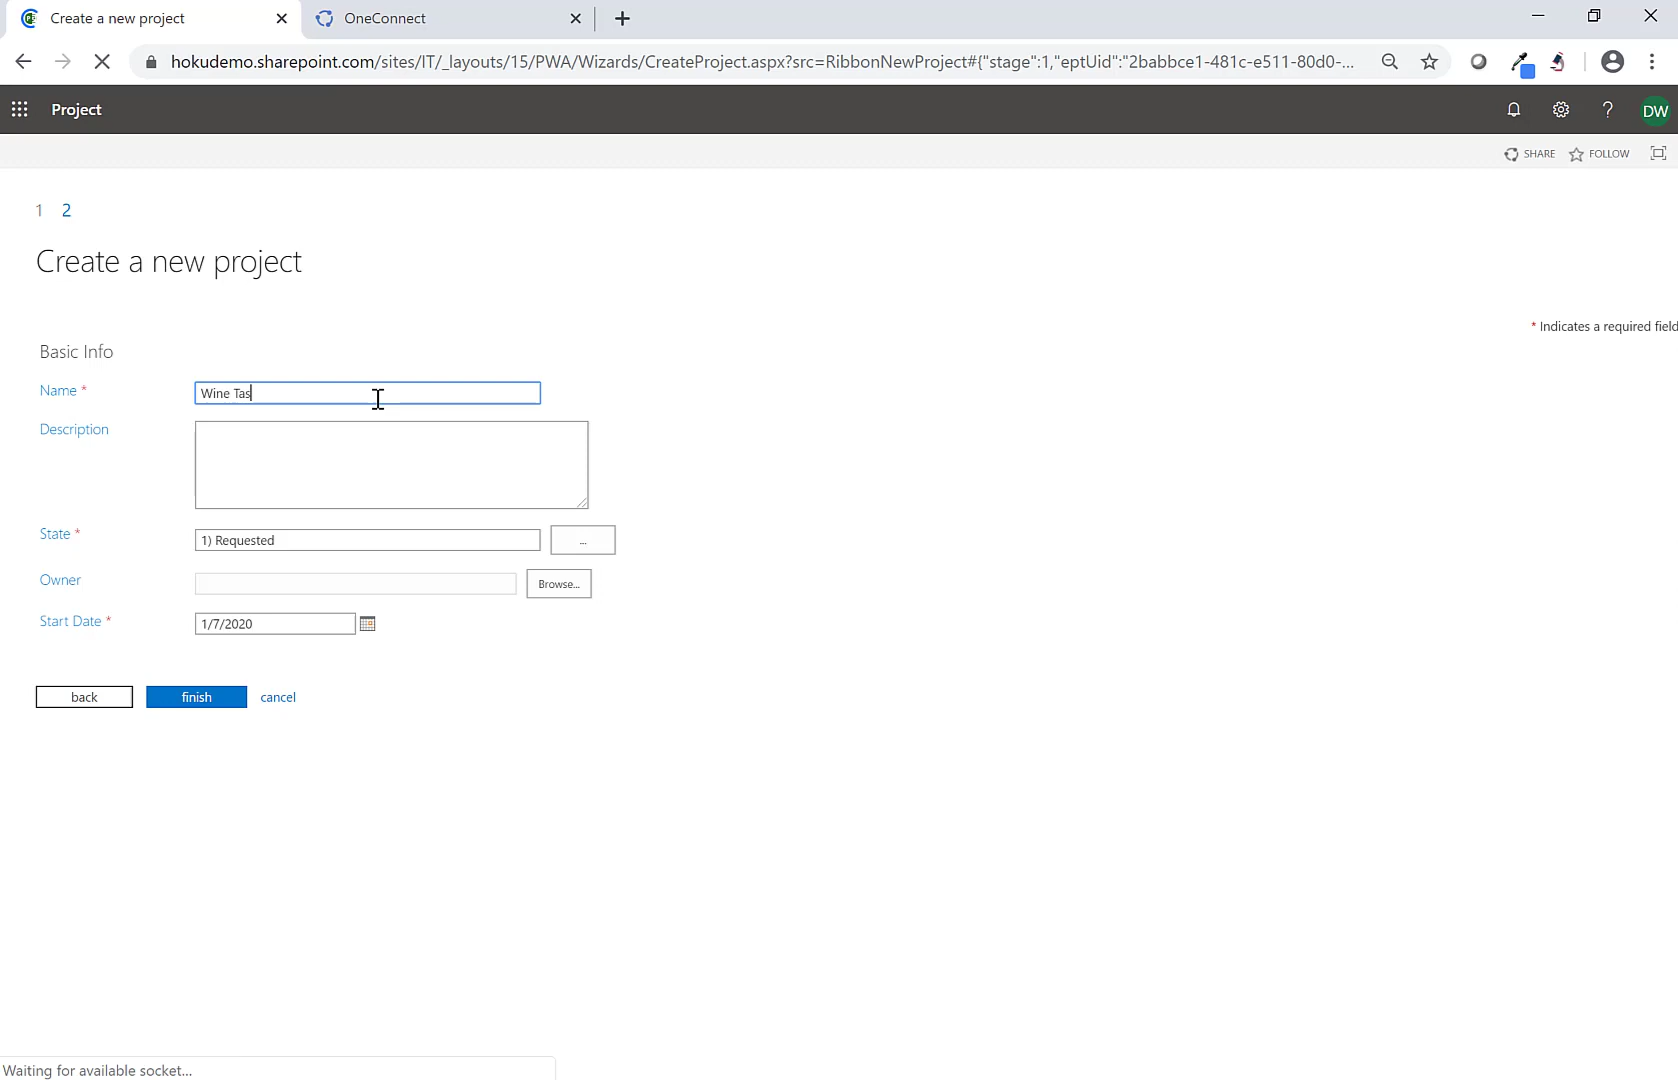 Create a new project
OneConnect
hokudemo.sharepoint.com/sites/IT/_layouts/15/PWA/Wizards/CreateProject.aspx?src=RibbonNewProject#{"stage":1,"eptUid":"2babbce1-481c-e511-80d0-...
Project
DW
SHARE
FOLLOW
1 2
Create a new project
* Indicates a required field
Basic Info
Name *
Wine Tas
Description
State *
1) Requested
...
Owner
Browse...
Start Date *
1/7/2020
back
finish
cancel
Waiting for available socket...